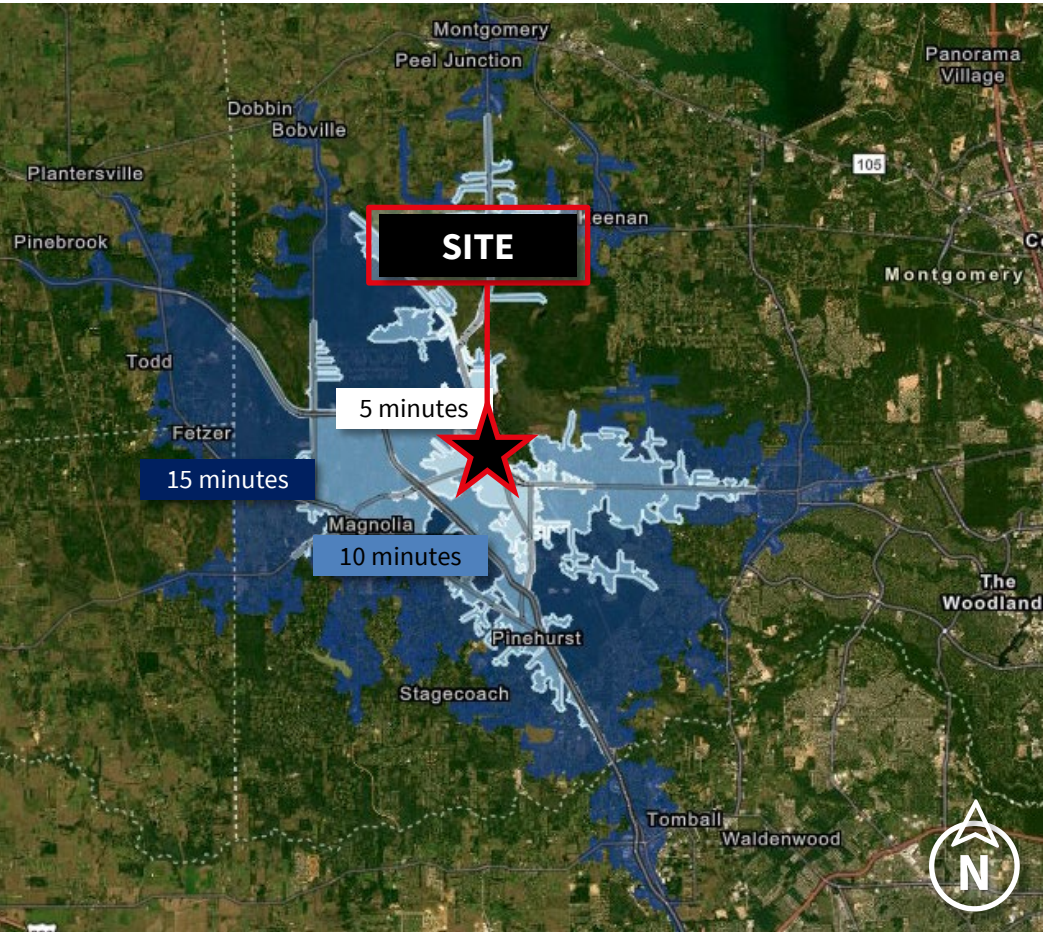 Montgomery
Peel Junction
Panorama
Village
Dobbin
Bobville
105
Plantersville
eenan
Pinebrook
SITE
Montgomery
Todd
5 minutes
Fetzer
15 minutes
Magnolia
10 minutes
The
Woodland
Pinehurst
Stagecoach
Tomball
Waldenwood
N